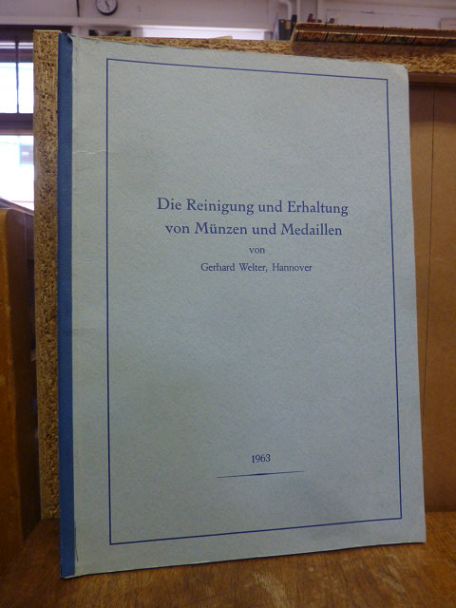 Die Reinigung und Erhaltung
von Münzen und Medaillen
von
Gerhard Welter, Hannover
1963